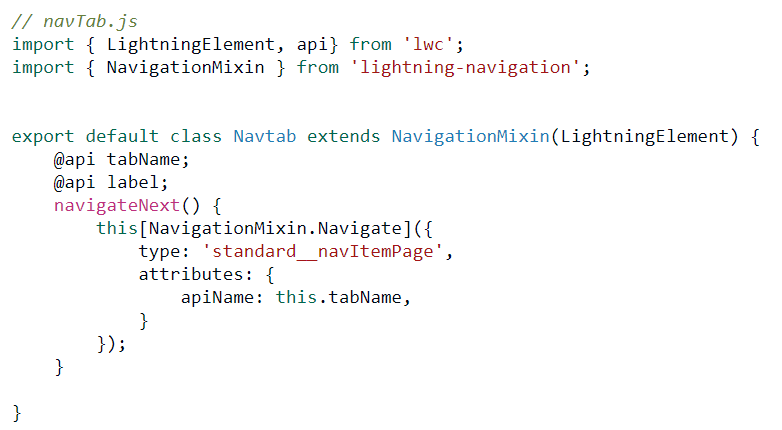 // navTab.js
import { LightningElement, api} from 'lwc';
import { NavigationMixin } from 'lightning-navigation';
export default class Navtab extends NavigationMixin(LightningElement) {
    @api tabName;
    @api label;
    navigateNext() {
        this[NavigationMixin.Navigate]({
            type: 'standard__navItemPage',
            attributes: {
                apiName: this.tabName,
            }
        });
    }
}